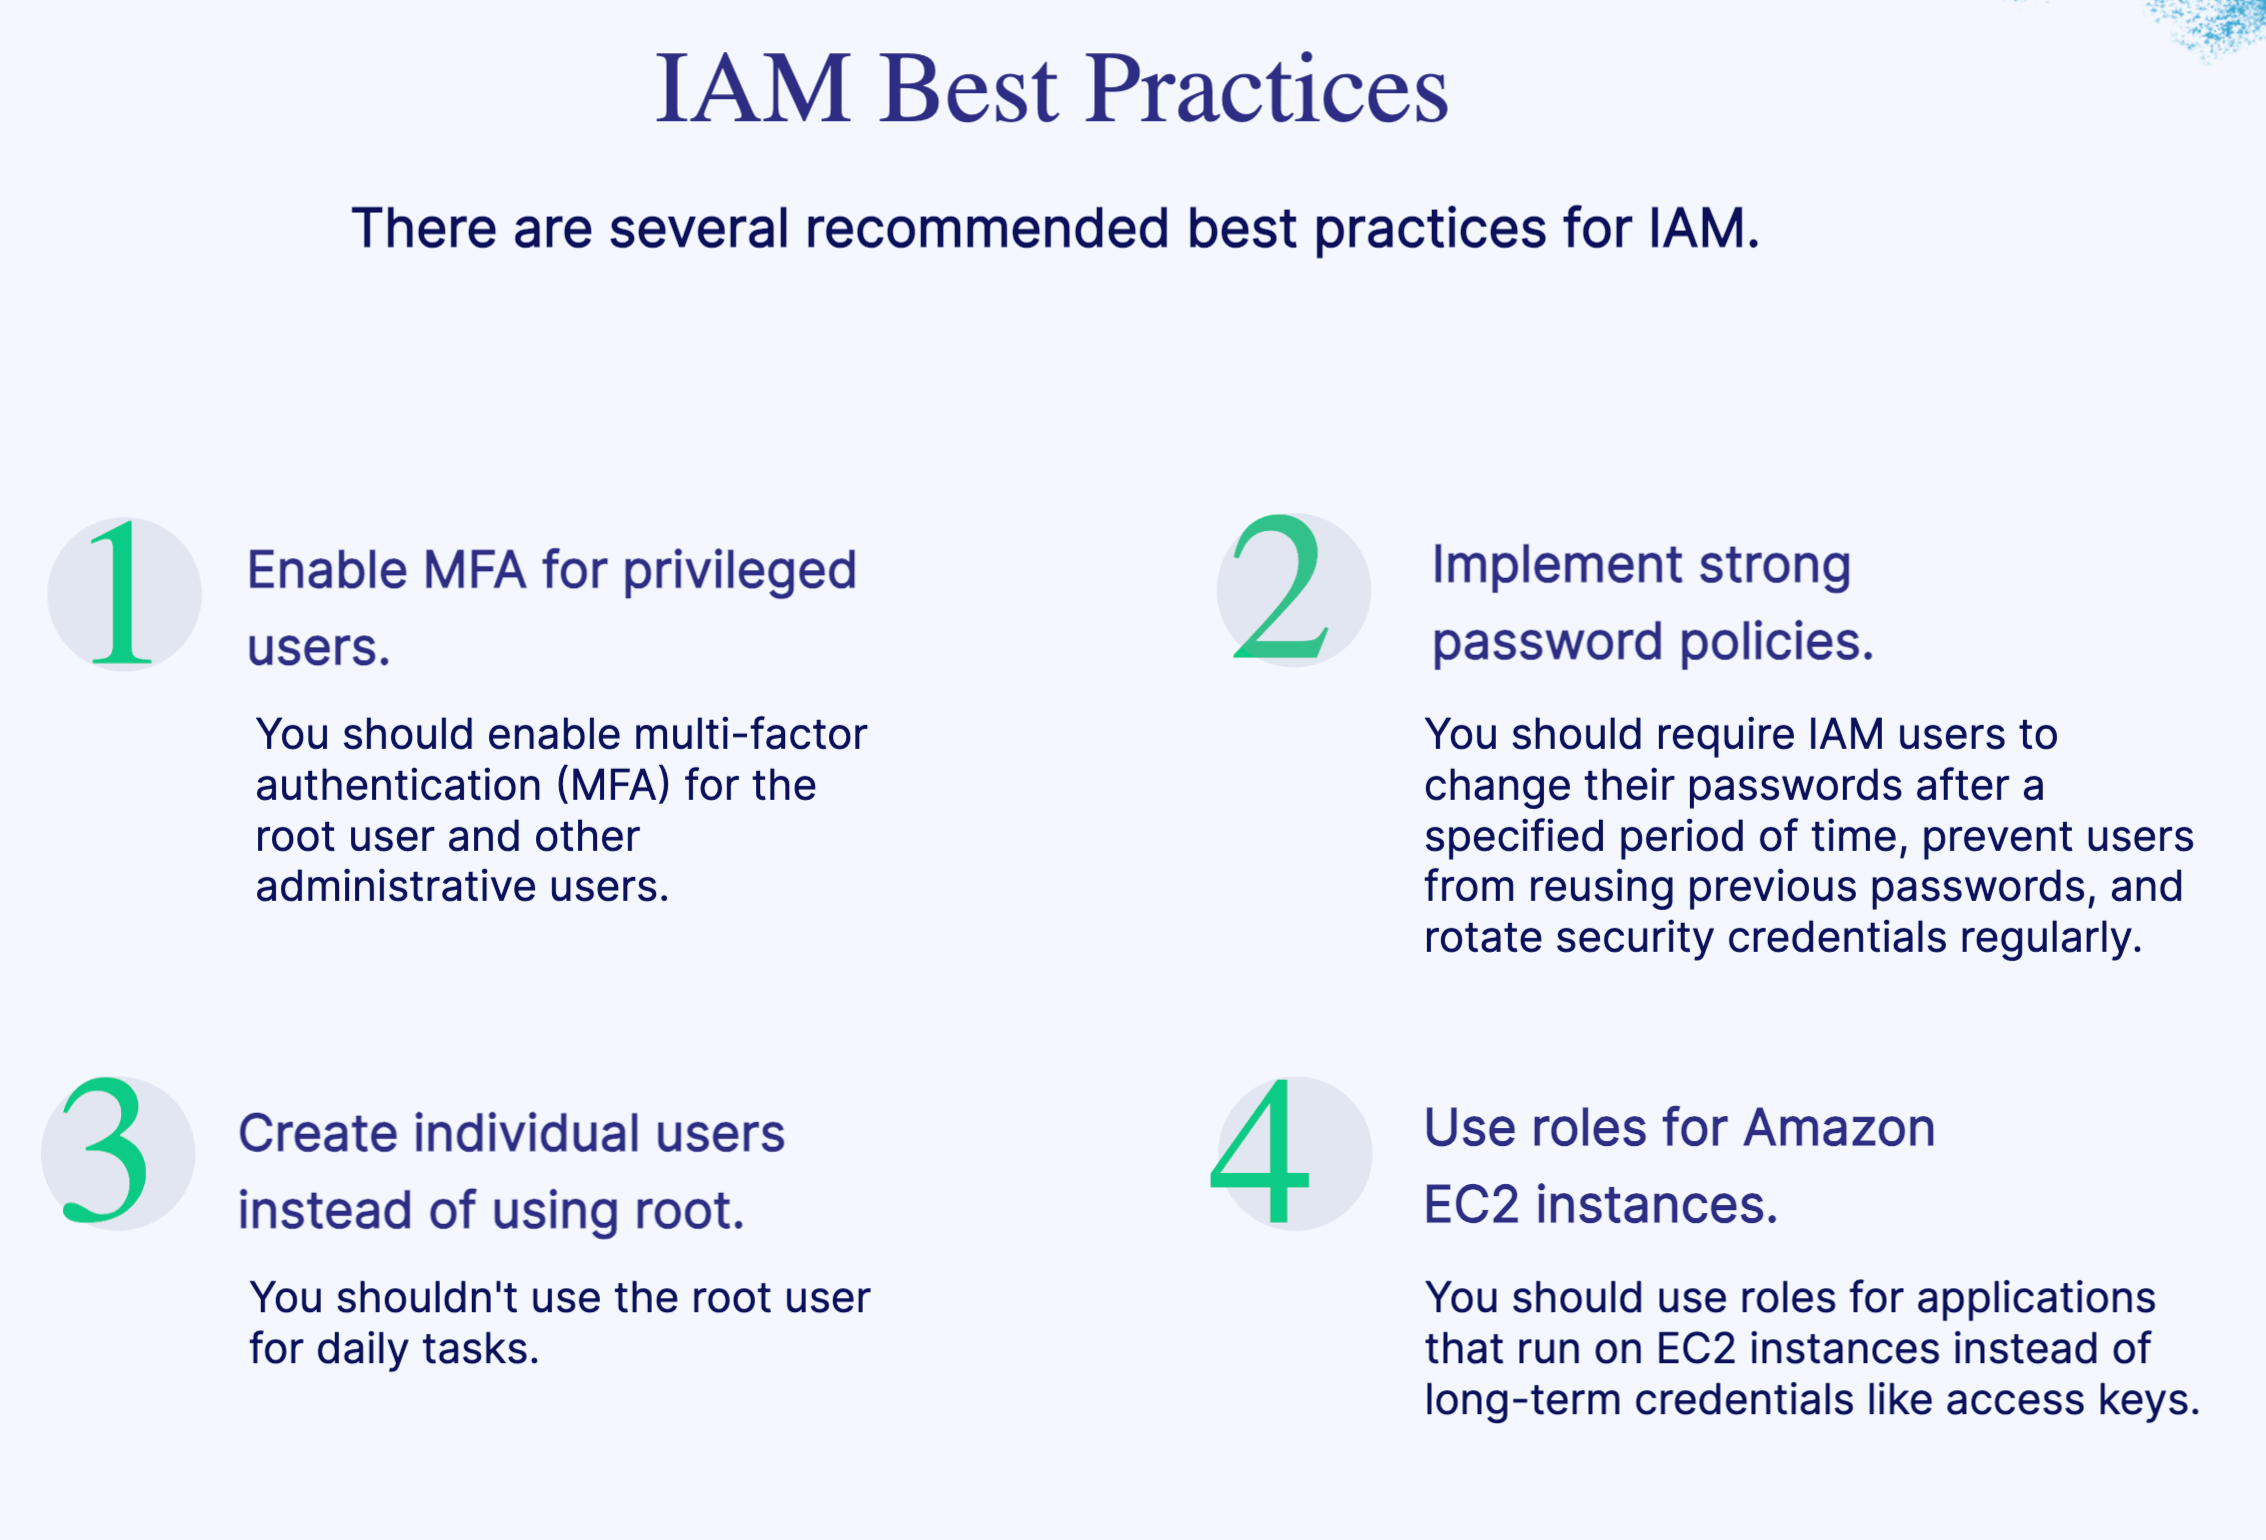 IAM Best Practices
There are several recommended best practices for IAM.
1
Enable MFA for privileged
users.
You should enable multi-factor
authentication (MFA) for the
root user and other
administrative users.
2
Implement strong
password policies.
You should require IAM users to
change their passwords after a
specified period of time, prevent users
from reusing previous passwords, and
rotate security credentials regularly.
3
Create individual users
instead of using root.
You shouldn't use the root user
for daily tasks.
4
Use roles for Amazon
EC2 instances.
You should use roles for applications
that run on EC2 instances instead of
long-term credentials like access keys.